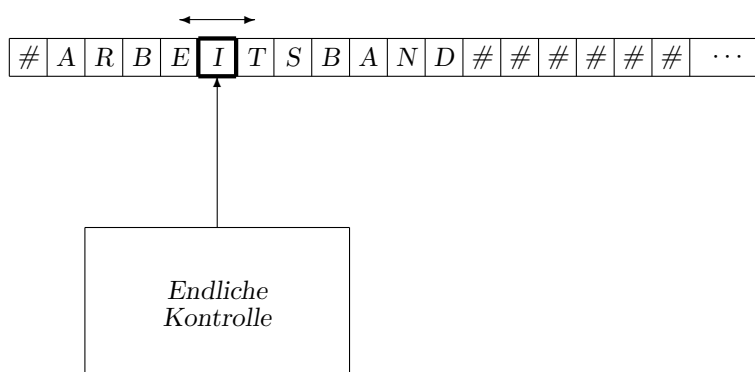 # A R B E I T S B A N D # # # # # # ···
Endliche
Kontrolle